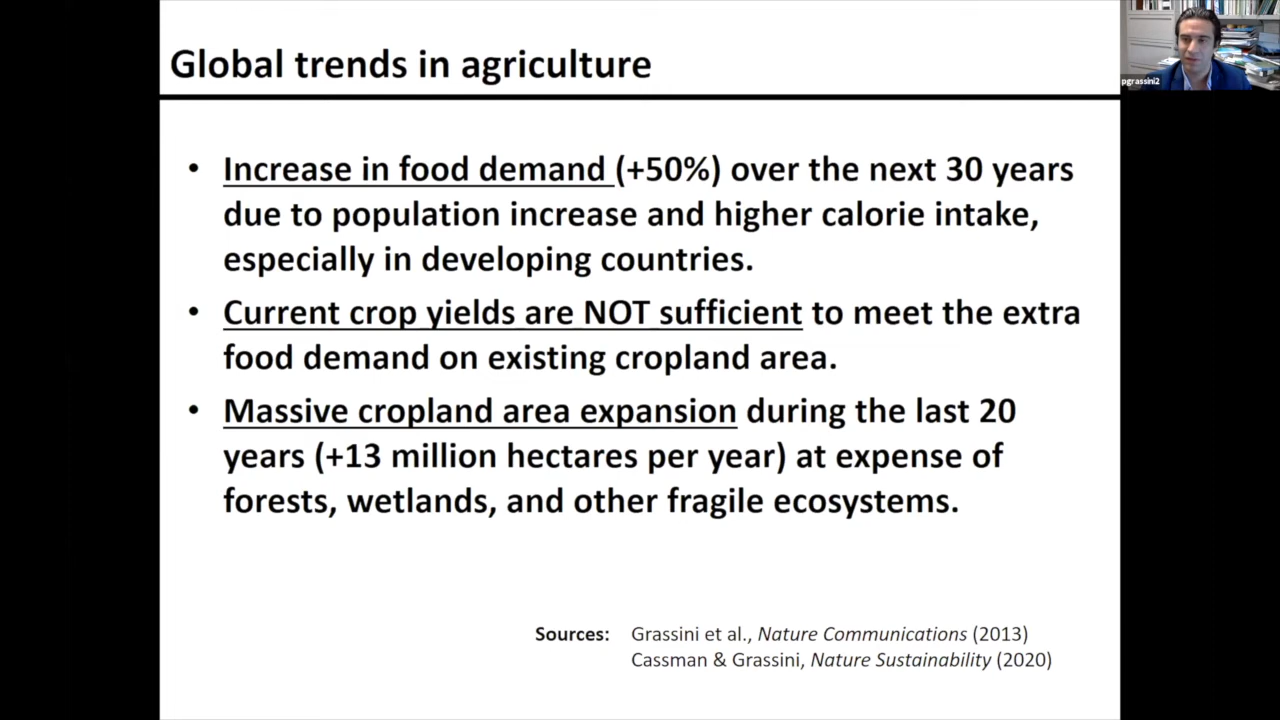 Global trends in agriculture
pgrassini2
• Increase in food demand (+50%) over the next 30 years
due to population increase and higher calorie intake,
especially in developing countries.
• Current crop yields are NOT sufficient to meet the extra
food demand on existing cropland area.
• Massive cropland area expansion during the last 20
years (+13 million hectares per year) at expense of
forests, wetlands, and other fragile ecosystems.
Sources: Grassini et al., Nature Communications (2013)
Cassman & Grassini, Nature Sustainability (2020)